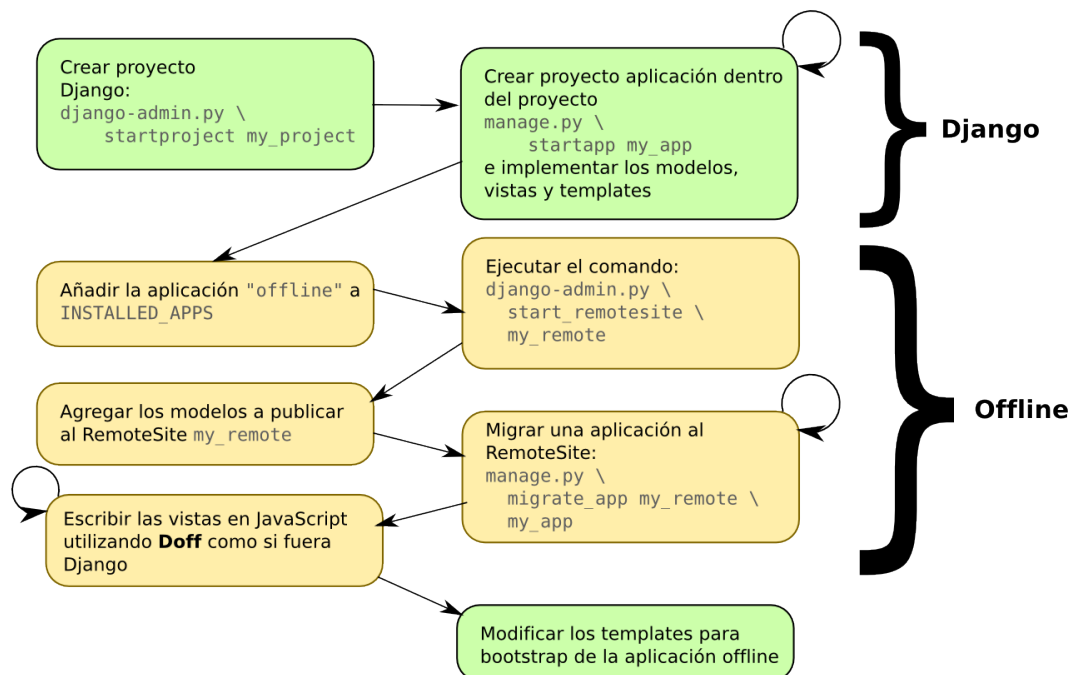 Crear proyecto
Django:
django-admin.py \
startproject my_project
Crear proyecto aplicación dentro
del proyecto
manage.py \
startapp my_app
e implementar los modelos,
vistas y templates
Django
Añadir la aplicación "offline" a
INSTALLED_APPS
Ejecutar el comando:
django-admin.py \
start_remotesite \
my_remote
Agregar los modelos a publicar
al RemoteSite my_remote
Migrar una aplicación al
RemoteSite:
manage.py \
migrate_app my_remote \
my_app
Offline
Escribir las vistas en JavaScript
utilizando Doff como si fuera
Django
Modificar los templates para
bootstrap de la aplicación offline